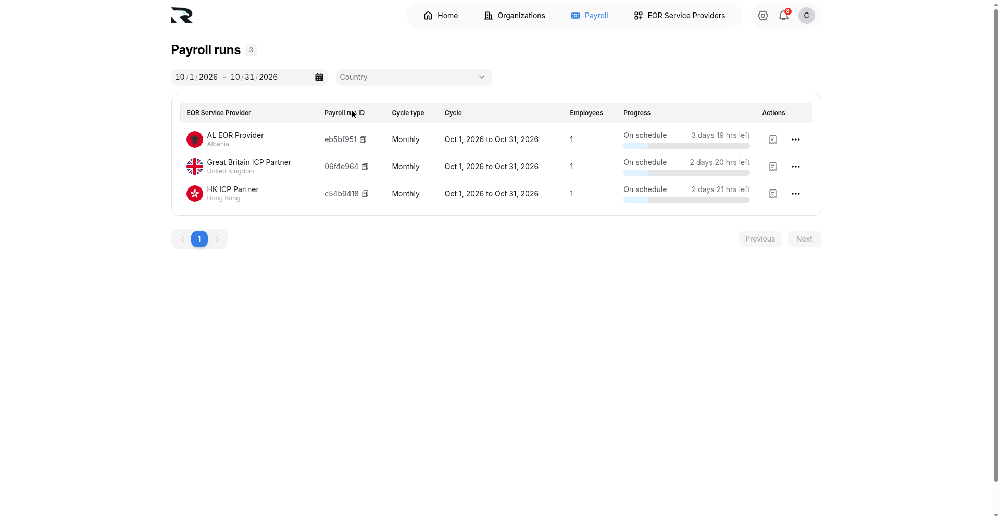 Home
Organizations
Payroll
EOR Service Providers
8
C
Payroll runs 3
10/1/2026 - 10/31/2026
Country
EOR Service Provider Payroll run ID Cycle type Cycle Employees Progress Actions
AL EOR Provider
Albania
eb5bf951 Monthly Oct 1, 2026 to Oct 31, 2026 1 On schedule 3 days 19 hrs left
Great Britain ICP Partner
United Kingdom
06f4e964 Monthly Oct 1, 2026 to Oct 31, 2026 1 On schedule 2 days 20 hrs left
HK ICP Partner
Hong Kong
c54b9418 Monthly Oct 1, 2026 to Oct 31, 2026 1 On schedule 2 days 21 hrs left
1
Previous
Next